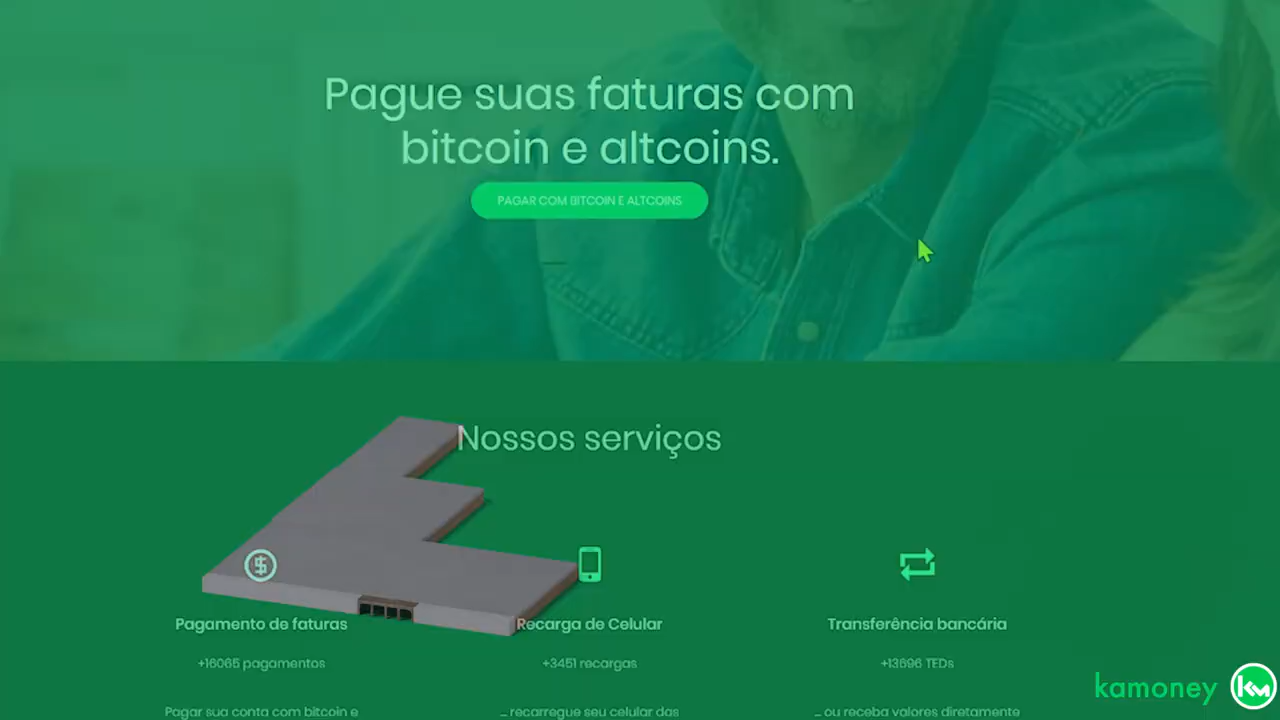 Pague suas faturas com
bitcoin e altcoins.
PAGAR COM BITCOIN E ALTCOINS
Nossos serviços
Pagamento de faturas
Recarga de Celular
Transferência bancária
+16065 pagamentos
+3451 recargas
+13696 TEDs
Pagar sua conta com bitcoin e
... recarregue seu celular das
... ou receba valores diretamente
kamoney